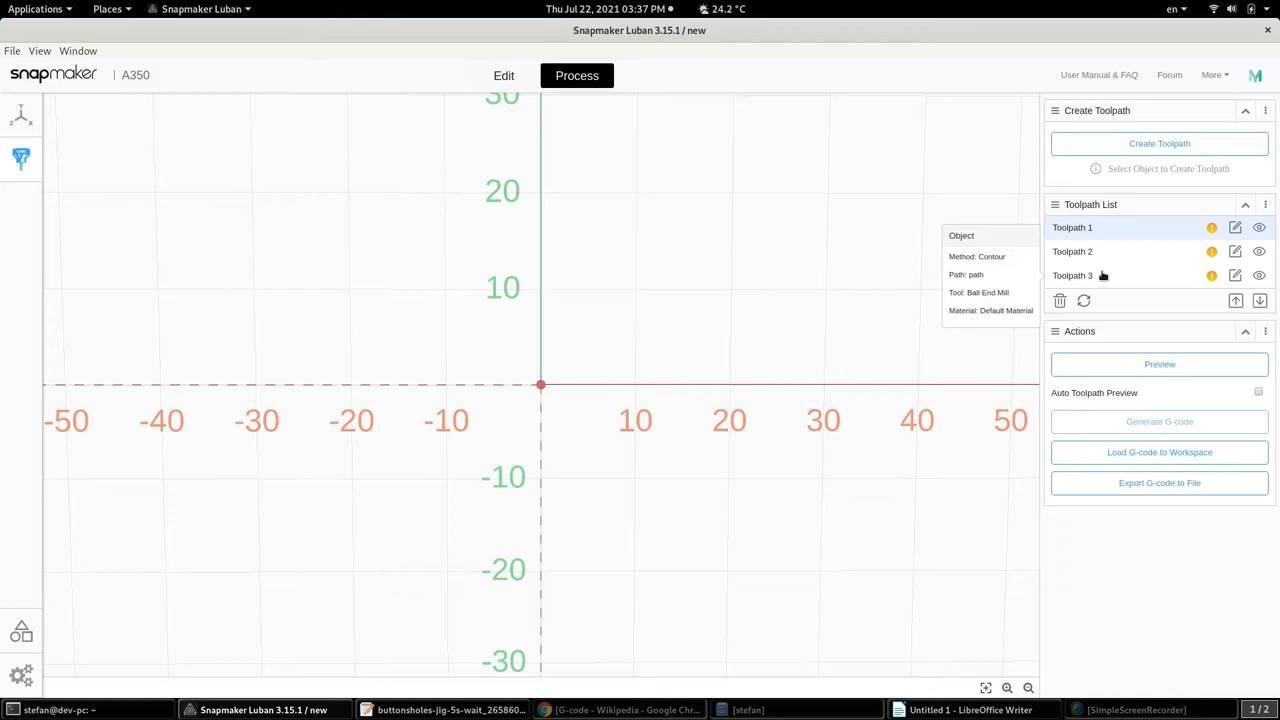 Applications Places Snapmaker Luban Thu Jul 22, 2021 03:37 PM 24.2 °C en
Snapmaker Luban 3.15.1 / new ×
File View Window
snapmaker A350 Edit Process User Manual & FAQ Forum More
Create Toolpath
Create Toolpath
Select Object to Create Toolpath
Toolpath List
Toolpath 1
Toolpath 2
Toolpath 3
Object
Method: Contour
Path: path
Tool: Ball End Mill
Material: Default Material
Actions
Preview
Auto Toolpath Preview
Generate G-code
Load G-code to Workspace
Export G-code to File
30
20
10
-50 -40 -30 -20 -10 10 20 30 40 50
-10
-20
-30
Y
Z X
stefan@dev-pc: ~ Snapmaker Luban 3.15.1 / new buttonsholes-jig-5s-wait_265860... [G-code - Wikipedia - Google Chr... [stefan] Untitled 1 - LibreOffice Writer [SimpleScreenRecorder] 1 / 2